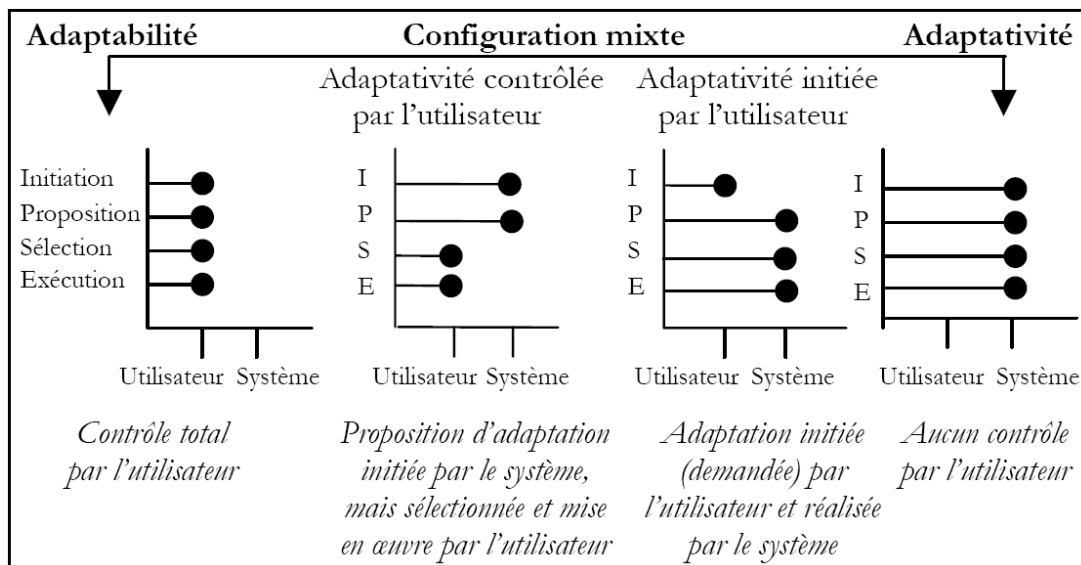 Adaptabilité Configuration mixte Adaptativité
Adaptativité contrôlée
par l'utilisateur
Adaptativité initiée
par l'utilisateur
Initiation
Proposition
Sélection
Exécution
Utilisateur Système
I
P
S
E
Utilisateur Système
I
P
S
E
Utilisateur Système
I
P
S
E
Utilisateur Système
Contrôle total
par l'utilisateur
Proposition d'adaptation
initiée par le système,
mais sélectionnée et mise
en œuvre par l'utilisateur
Adaptation initiée
(demandée) par
l'utilisateur et réalisée
par le système
Aucun contrôle
par l'utilisateur